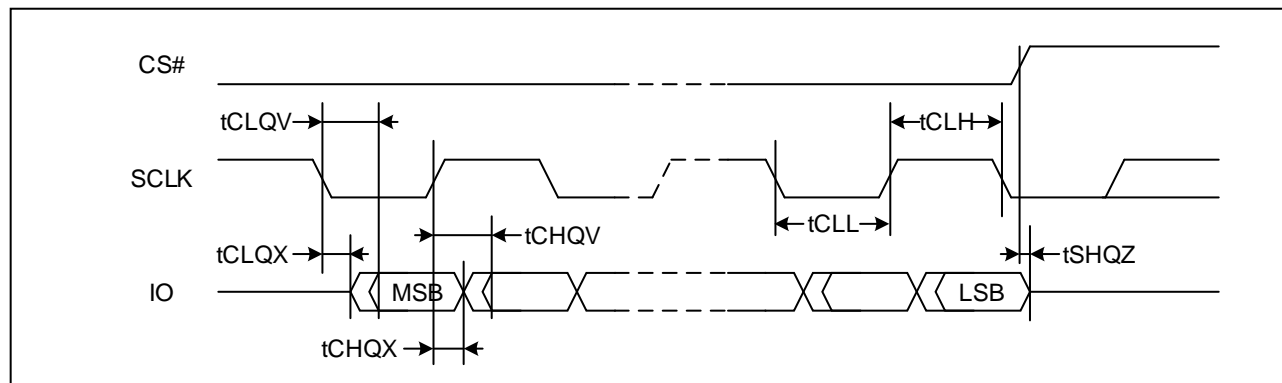 CS#
tCLQV
tCLH
SCLK
tCLL
tCHQV
tCLQX
tSHQZ
IO
MSB
LSB
tCHQX